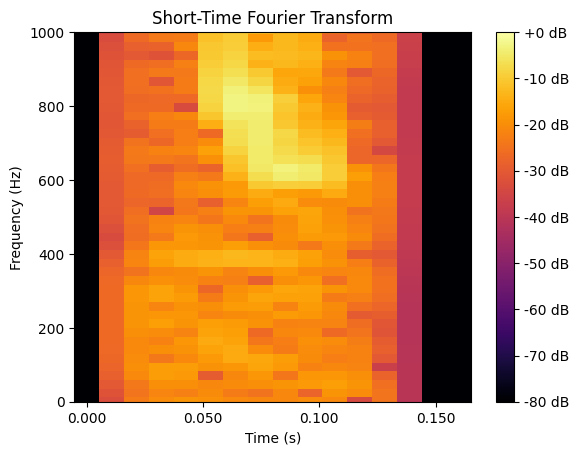 Short-Time Fourier Transform
Frequency (Hz)
1000
800
600
400
200
0
0.000
0.050
0.100
0.150
Time (s)
+0 dB
-10 dB
-20 dB
-30 dB
-40 dB
-50 dB
-60 dB
-70 dB
-80 dB